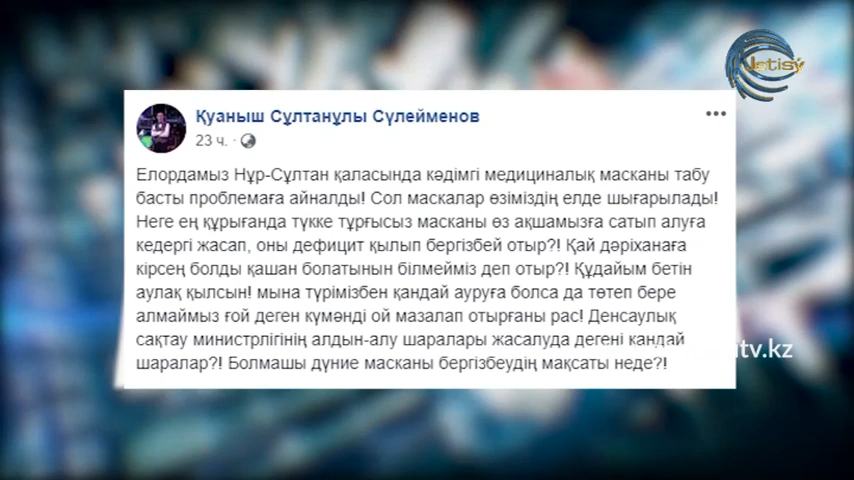 Jetisý
Қуаныш Сұлтанұлы Сүлейменов
23 ч.
Елордамыз Нұр-Сұлтан қаласында кәдімгі медициналық масканы табу
басты проблемаға айналды! Сол маскалар өзіміздің елде шығарылады!
Неге ең құрығанда түкке тұрғысыз масканы өз ақшамызға сатып алуға
кедергі жасап, оны дефицит қылып бергізбей отыр?! Қай дәріханаға
кірсең болды қашан болатынын білмейміз деп отыр?! Құдайым бетін
аулақ қылсын! мына түрімізбен қандай ауруға болса да төтеп бере
алмаймыз ғой деген күмәнді ой мазалап отырғаны рас! Денсаулық
сақтау министрлігінің алдын-алу шаралары жасалуда дегені қандай
шаралар?! Болмашы дүние масканы бергізбеудің мақсаты неде?!